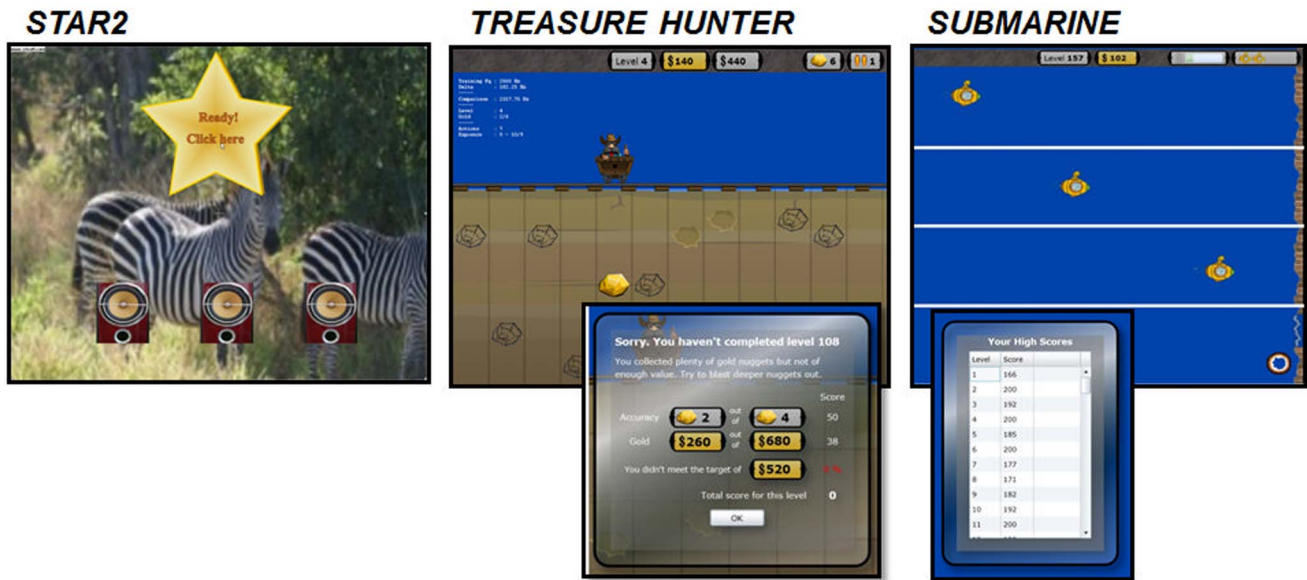 STAR2
TREASURE HUNTER
SUBMARINE
Ready!
Click here
Level 4
$140
$440
6
1
Level
Gold
Level 157
$ 102
Sorry. You haven't completed level 108
You collected plenty of gold nuggets but not of
enough value. Try to blast deeper nuggets out.
Score
Accuracy 2 out of 4 50
Gold $260 out of $680 38
You didn't meet the target of $520
Total score for this level 0
OK
Your High Scores
Level Score
1 166
2 200
3 192
4 200
5 185
6 200
7 177
8 171
9 182
10 192
11 200